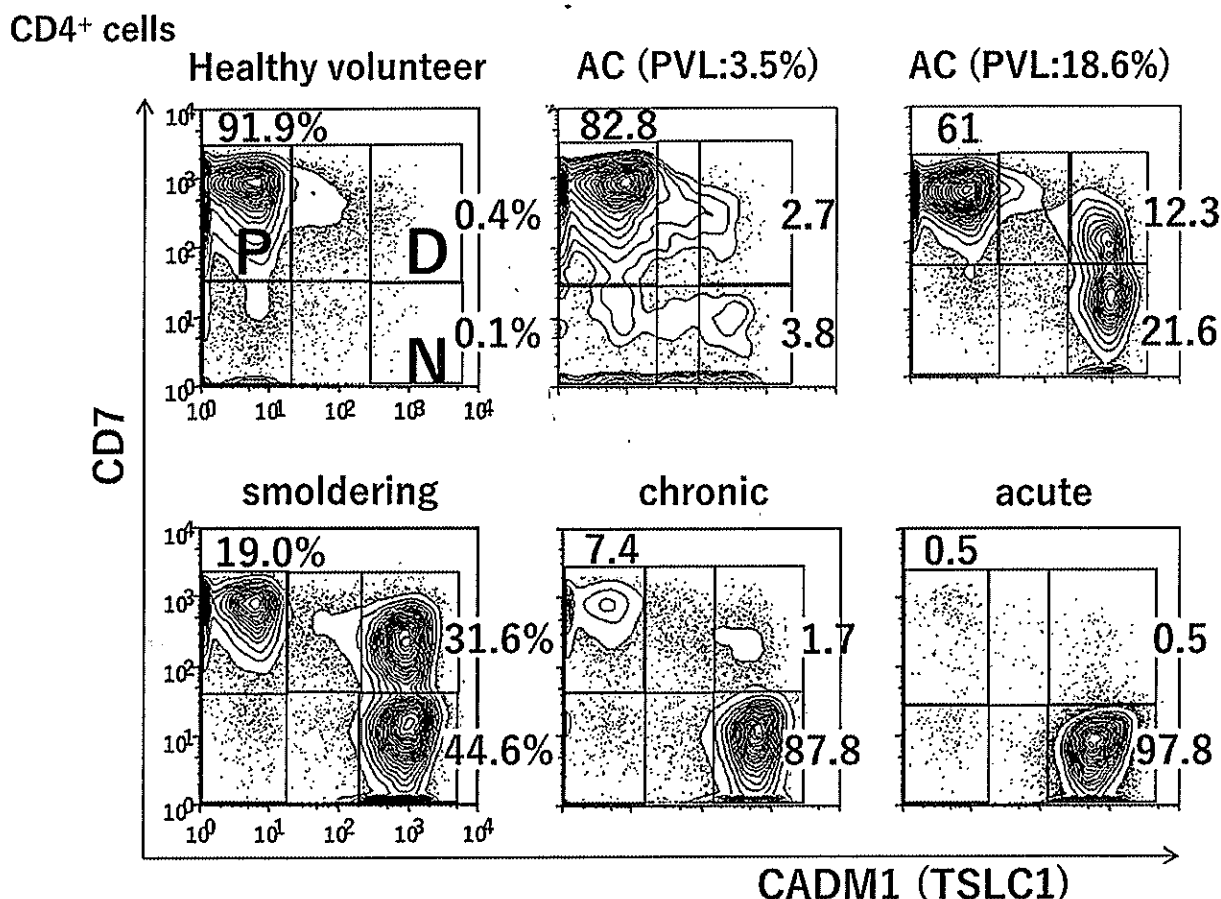 CD4⁺ cells
Healthy volunteer
AC (PVL:3.5%)
AC (PVL:18.6%)
10⁴
10³
10²
10¹
10⁰
91.9%
P
D
N
0.4%
0.1%
10⁰ 10¹ 10² 10³ 10⁴
82.8
2.7
3.8
61
12.3
21.6
CD7
smoldering
chronic
acute
10⁴
10³
10²
10¹
10⁰
19.0%
31.6%
44.6%
10⁰ 10¹ 10² 10³ 10⁴
7.4
1.7
87.8
0.5
0.5
97.8
CADM1 (TSLC1)